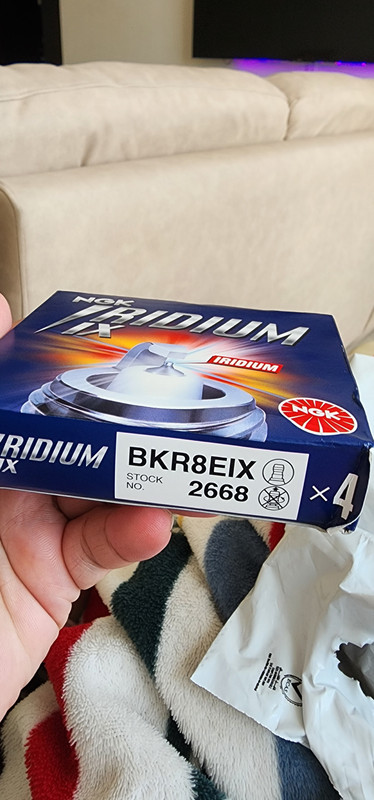 NGK
IRIDIUM
IX
IRIDIUM
NGK
IRIDIUM
IX
BKR8EIX
STOCK
NO.
2668
×4